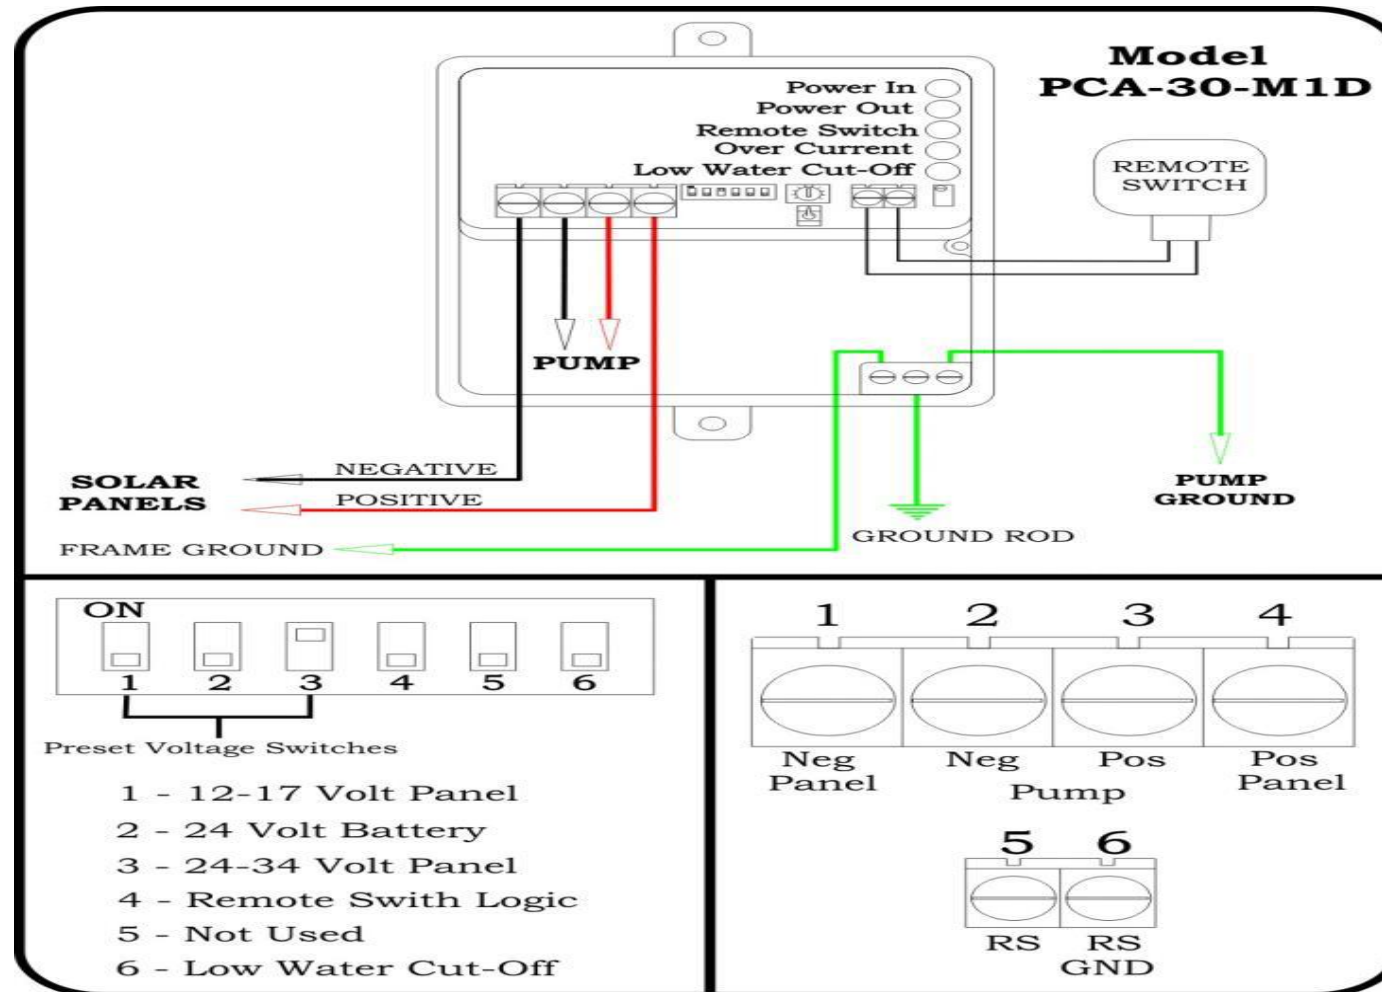 Model
PCA-30-M1D
Power In
Power Out
Remote Switch
Over Current
Low Water Cut-Off
REMOTE
SWITCH
PUMP
SOLAR
PANELS
NEGATIVE
POSITIVE
FRAME GROUND
GROUND ROD
PUMP
GROUND
ON
1 2 3 4 5 6
Preset Voltage Switches
1 - 12-17 Volt Panel
2 - 24 Volt Battery
3 - 24-34 Volt Panel
4 - Remote Swith Logic
5 - Not Used
6 - Low Water Cut-Off
1 2 3 4
Neg Panel
Neg Pos
Pump
Pos Panel
5 6
RS RS
GND